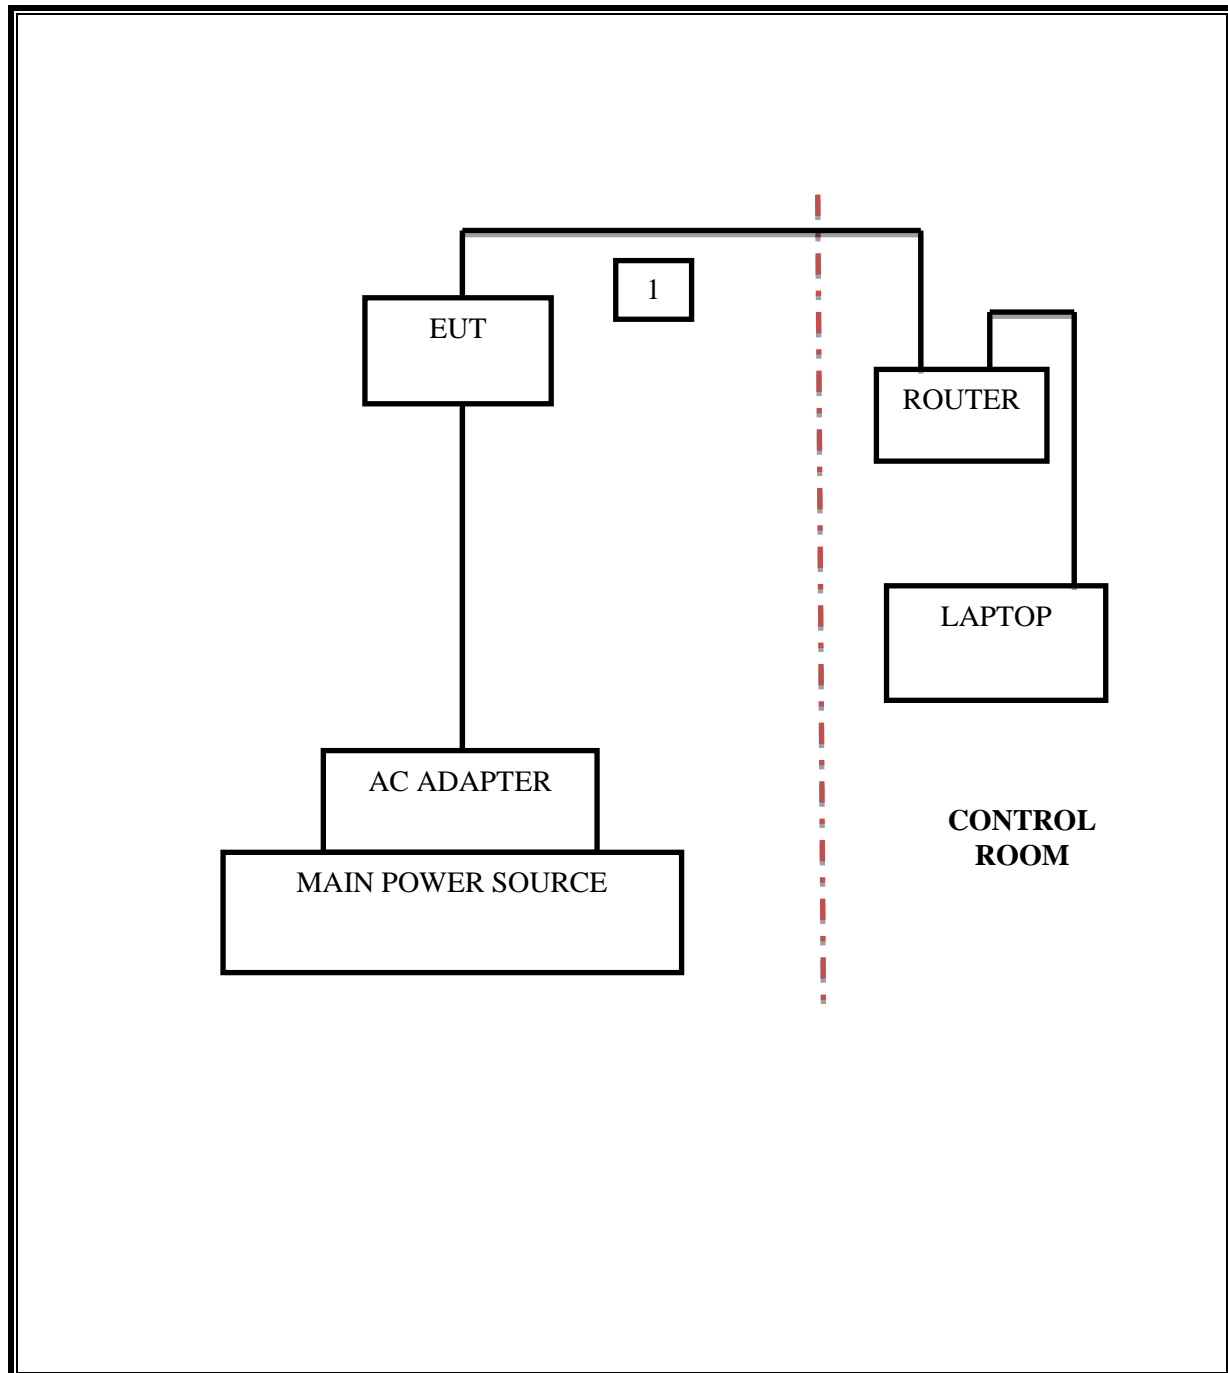 1
EUT
ROUTER
LAPTOP
AC ADAPTER
MAIN POWER SOURCE
CONTROL
ROOM